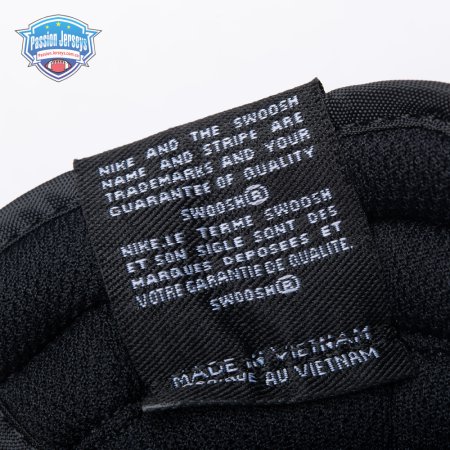 Passion Jerseys
NIKE AND THE SWOOSH
NAME AND STRIPE ARE
TRADEMARKS AND YOUR
GUARANTEE OF QUALITY
SWOOSH®
NIKE.LE TERME SWOOSH
ET SON SIGLE SONT DES
MARQUES DEPOSEES ET
VOTRE GARANTIE DE QUALITE.
SWOOSH®
MADE IN VIETNAM
AU VIETNAM